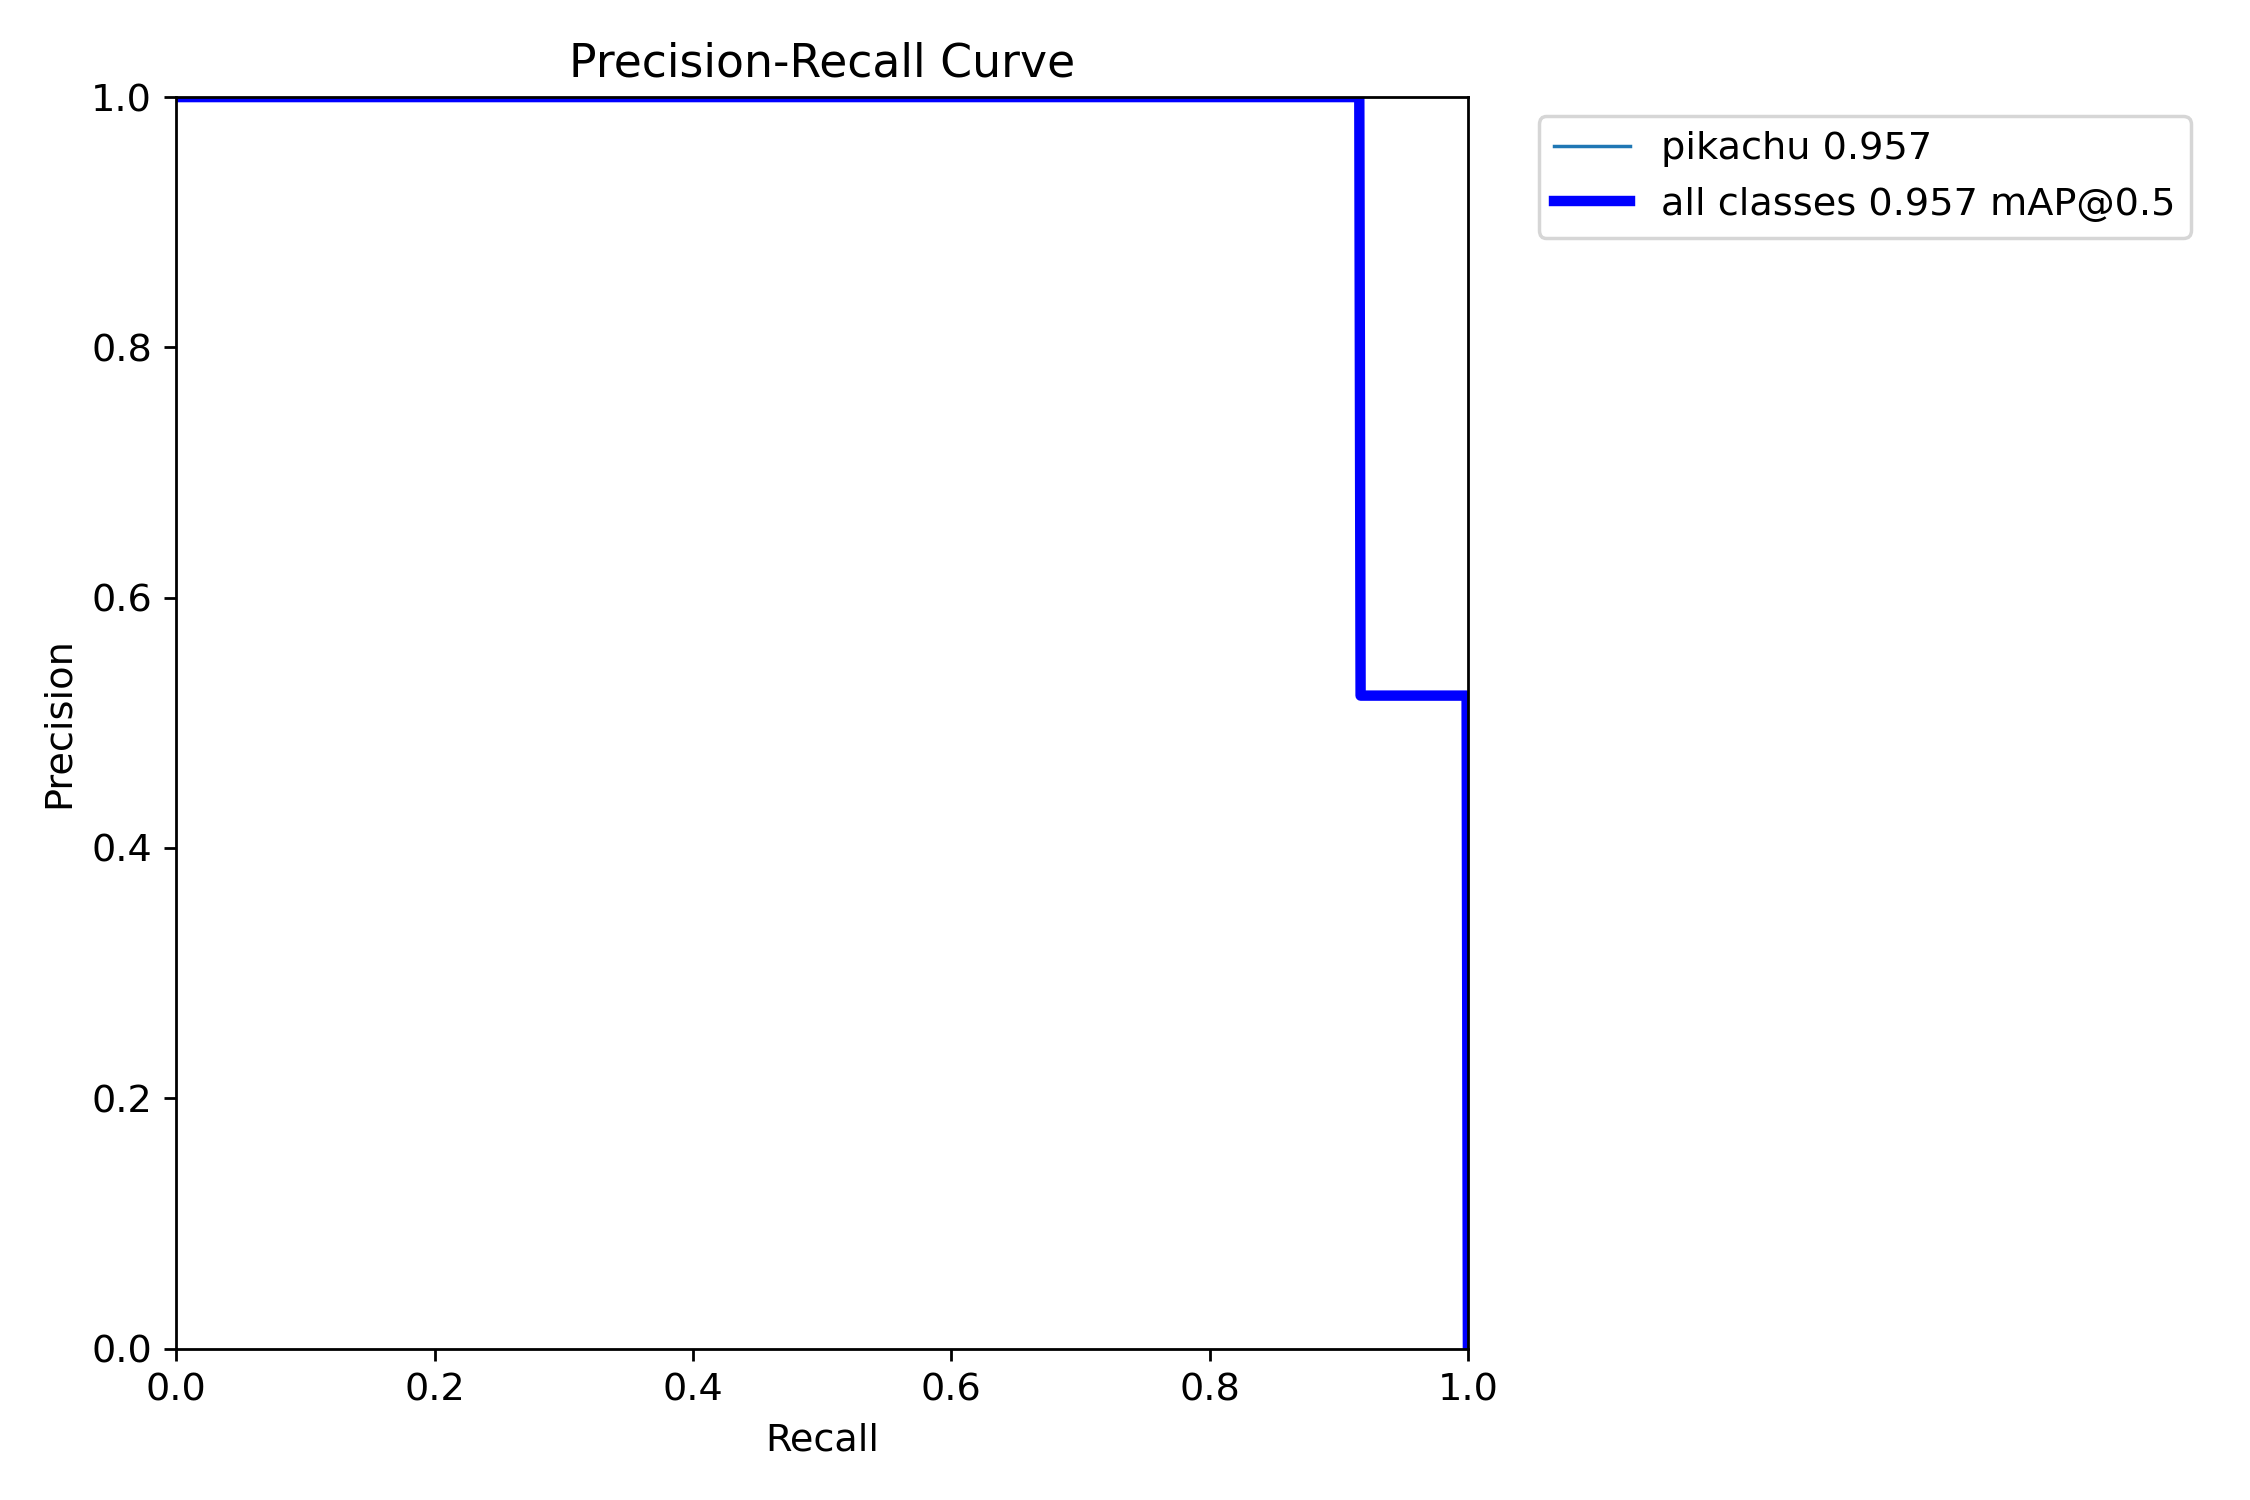 Precision-Recall Curve
pikachu 0.957
all classes 0.957 mAP@0.5
Precision
1.0
0.8
0.6
0.4
0.2
0.0
0.0 0.2 0.4 0.6 0.8 1.0
Recall